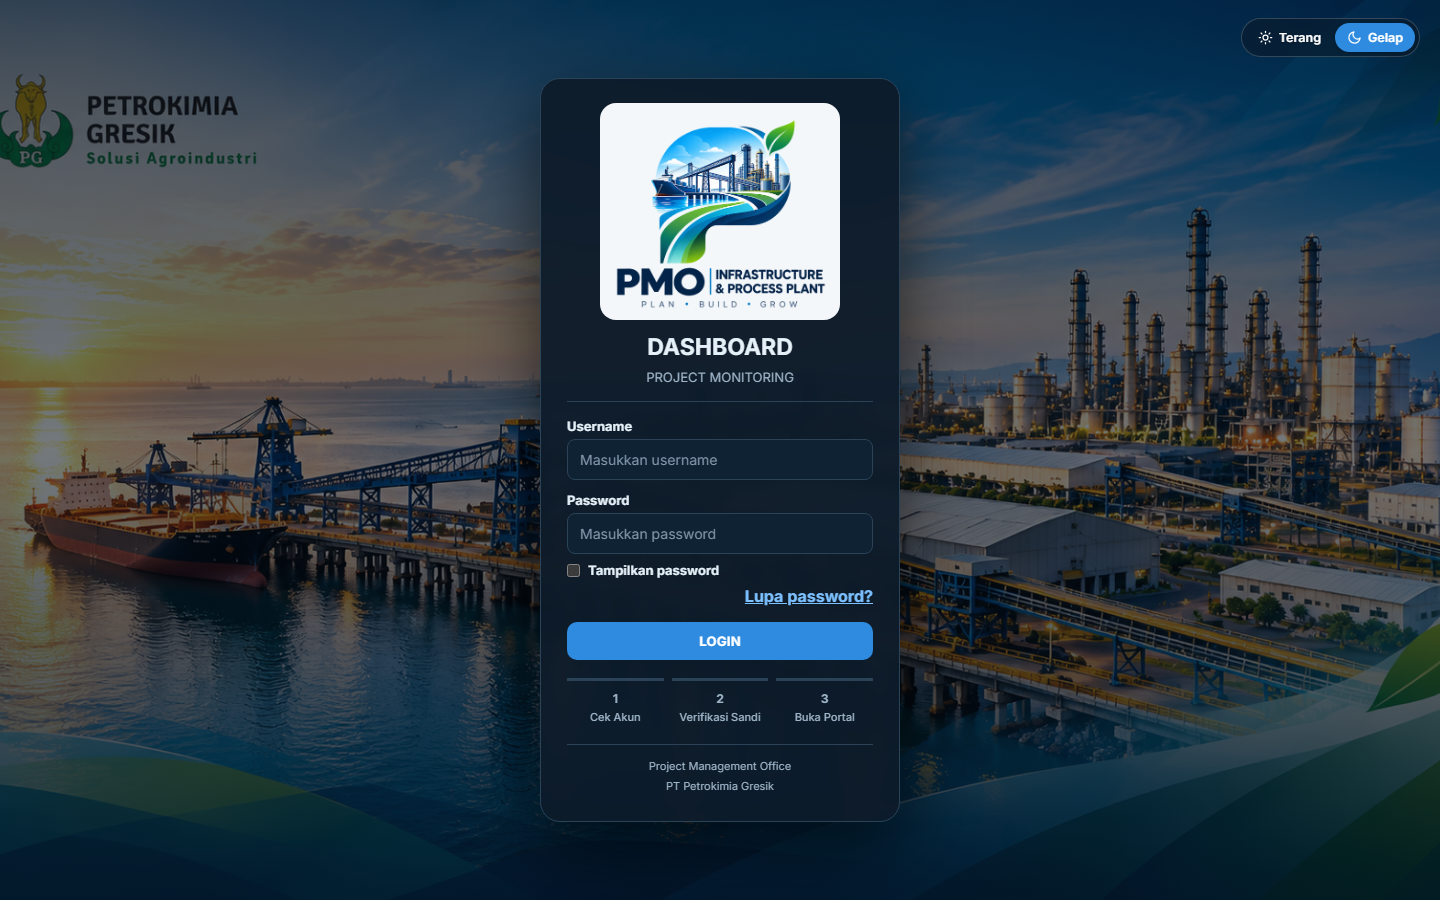 Terang
Gelap
PETROKIMIA
GRESIK
PG
Solusi Agroindustri
PMO
INFRASTRUCTURE
& PROCESS PLANT
PLAN • BUILD • GROW
DASHBOARD
PROJECT MONITORING
Username
Masukkan username
Password
Masukkan password
Tampilkan password
Lupa password?
LOGIN
1
Cek Akun
2
Verifikasi Sandi
3
Buka Portal
Project Management Office
PT Petrokimia Gresik